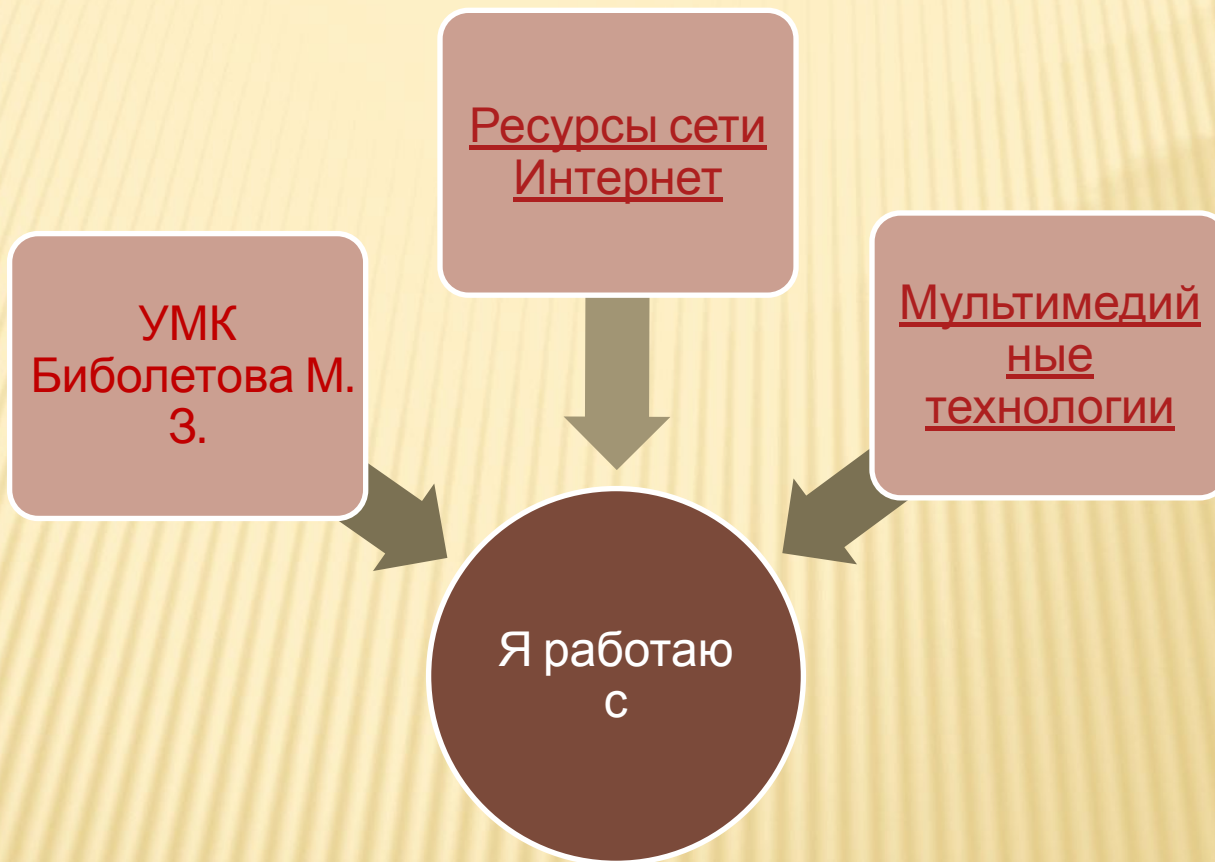 Ресурсы сети
Интернет
УМК
Биболетова М.
З.
Мультимедий
ные
технологии
Я работаю
с